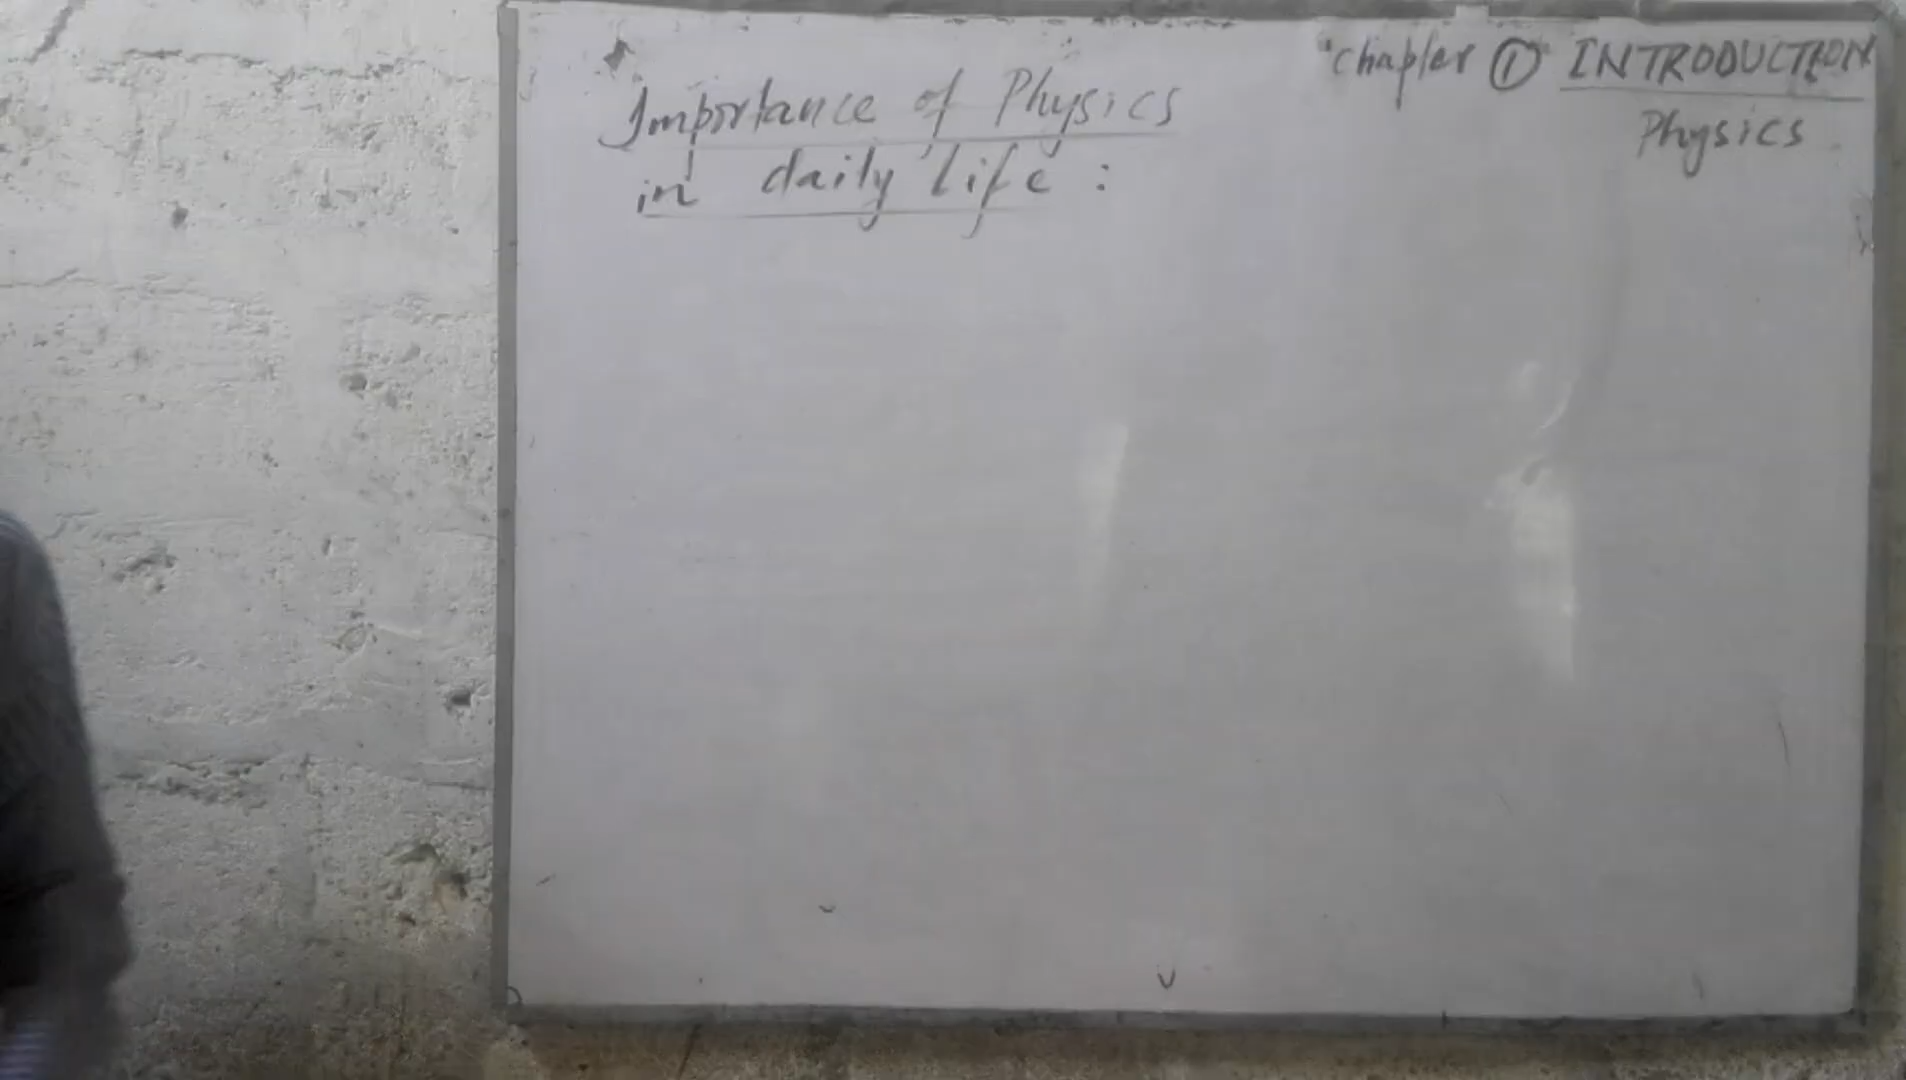 Importance of Physics
in daily life :
"Chapter ① " INTRODUCTION
Physics